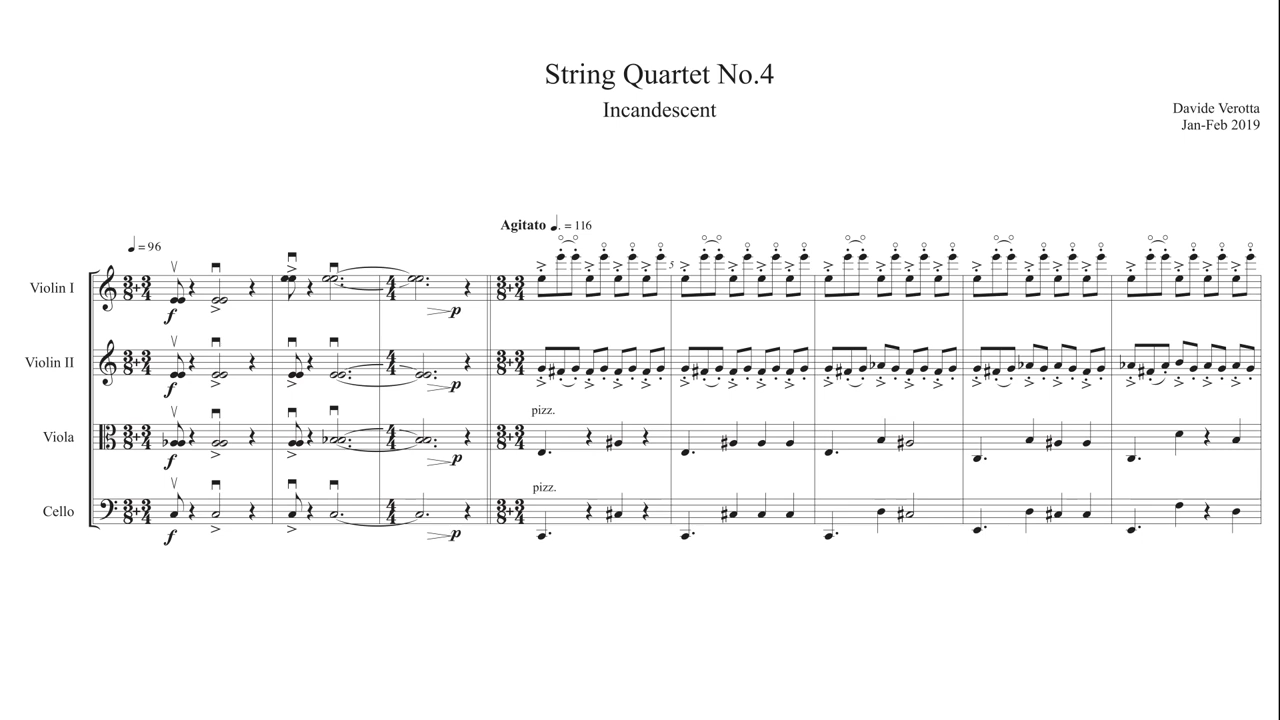 String Quartet No.4
Incandescent
Davide Verotta
Jan-Feb 2019
Agitato ♩. = 116
♩ = 96
Violin I
5
Violin II
Viola
pizz.
Cello
pizz.